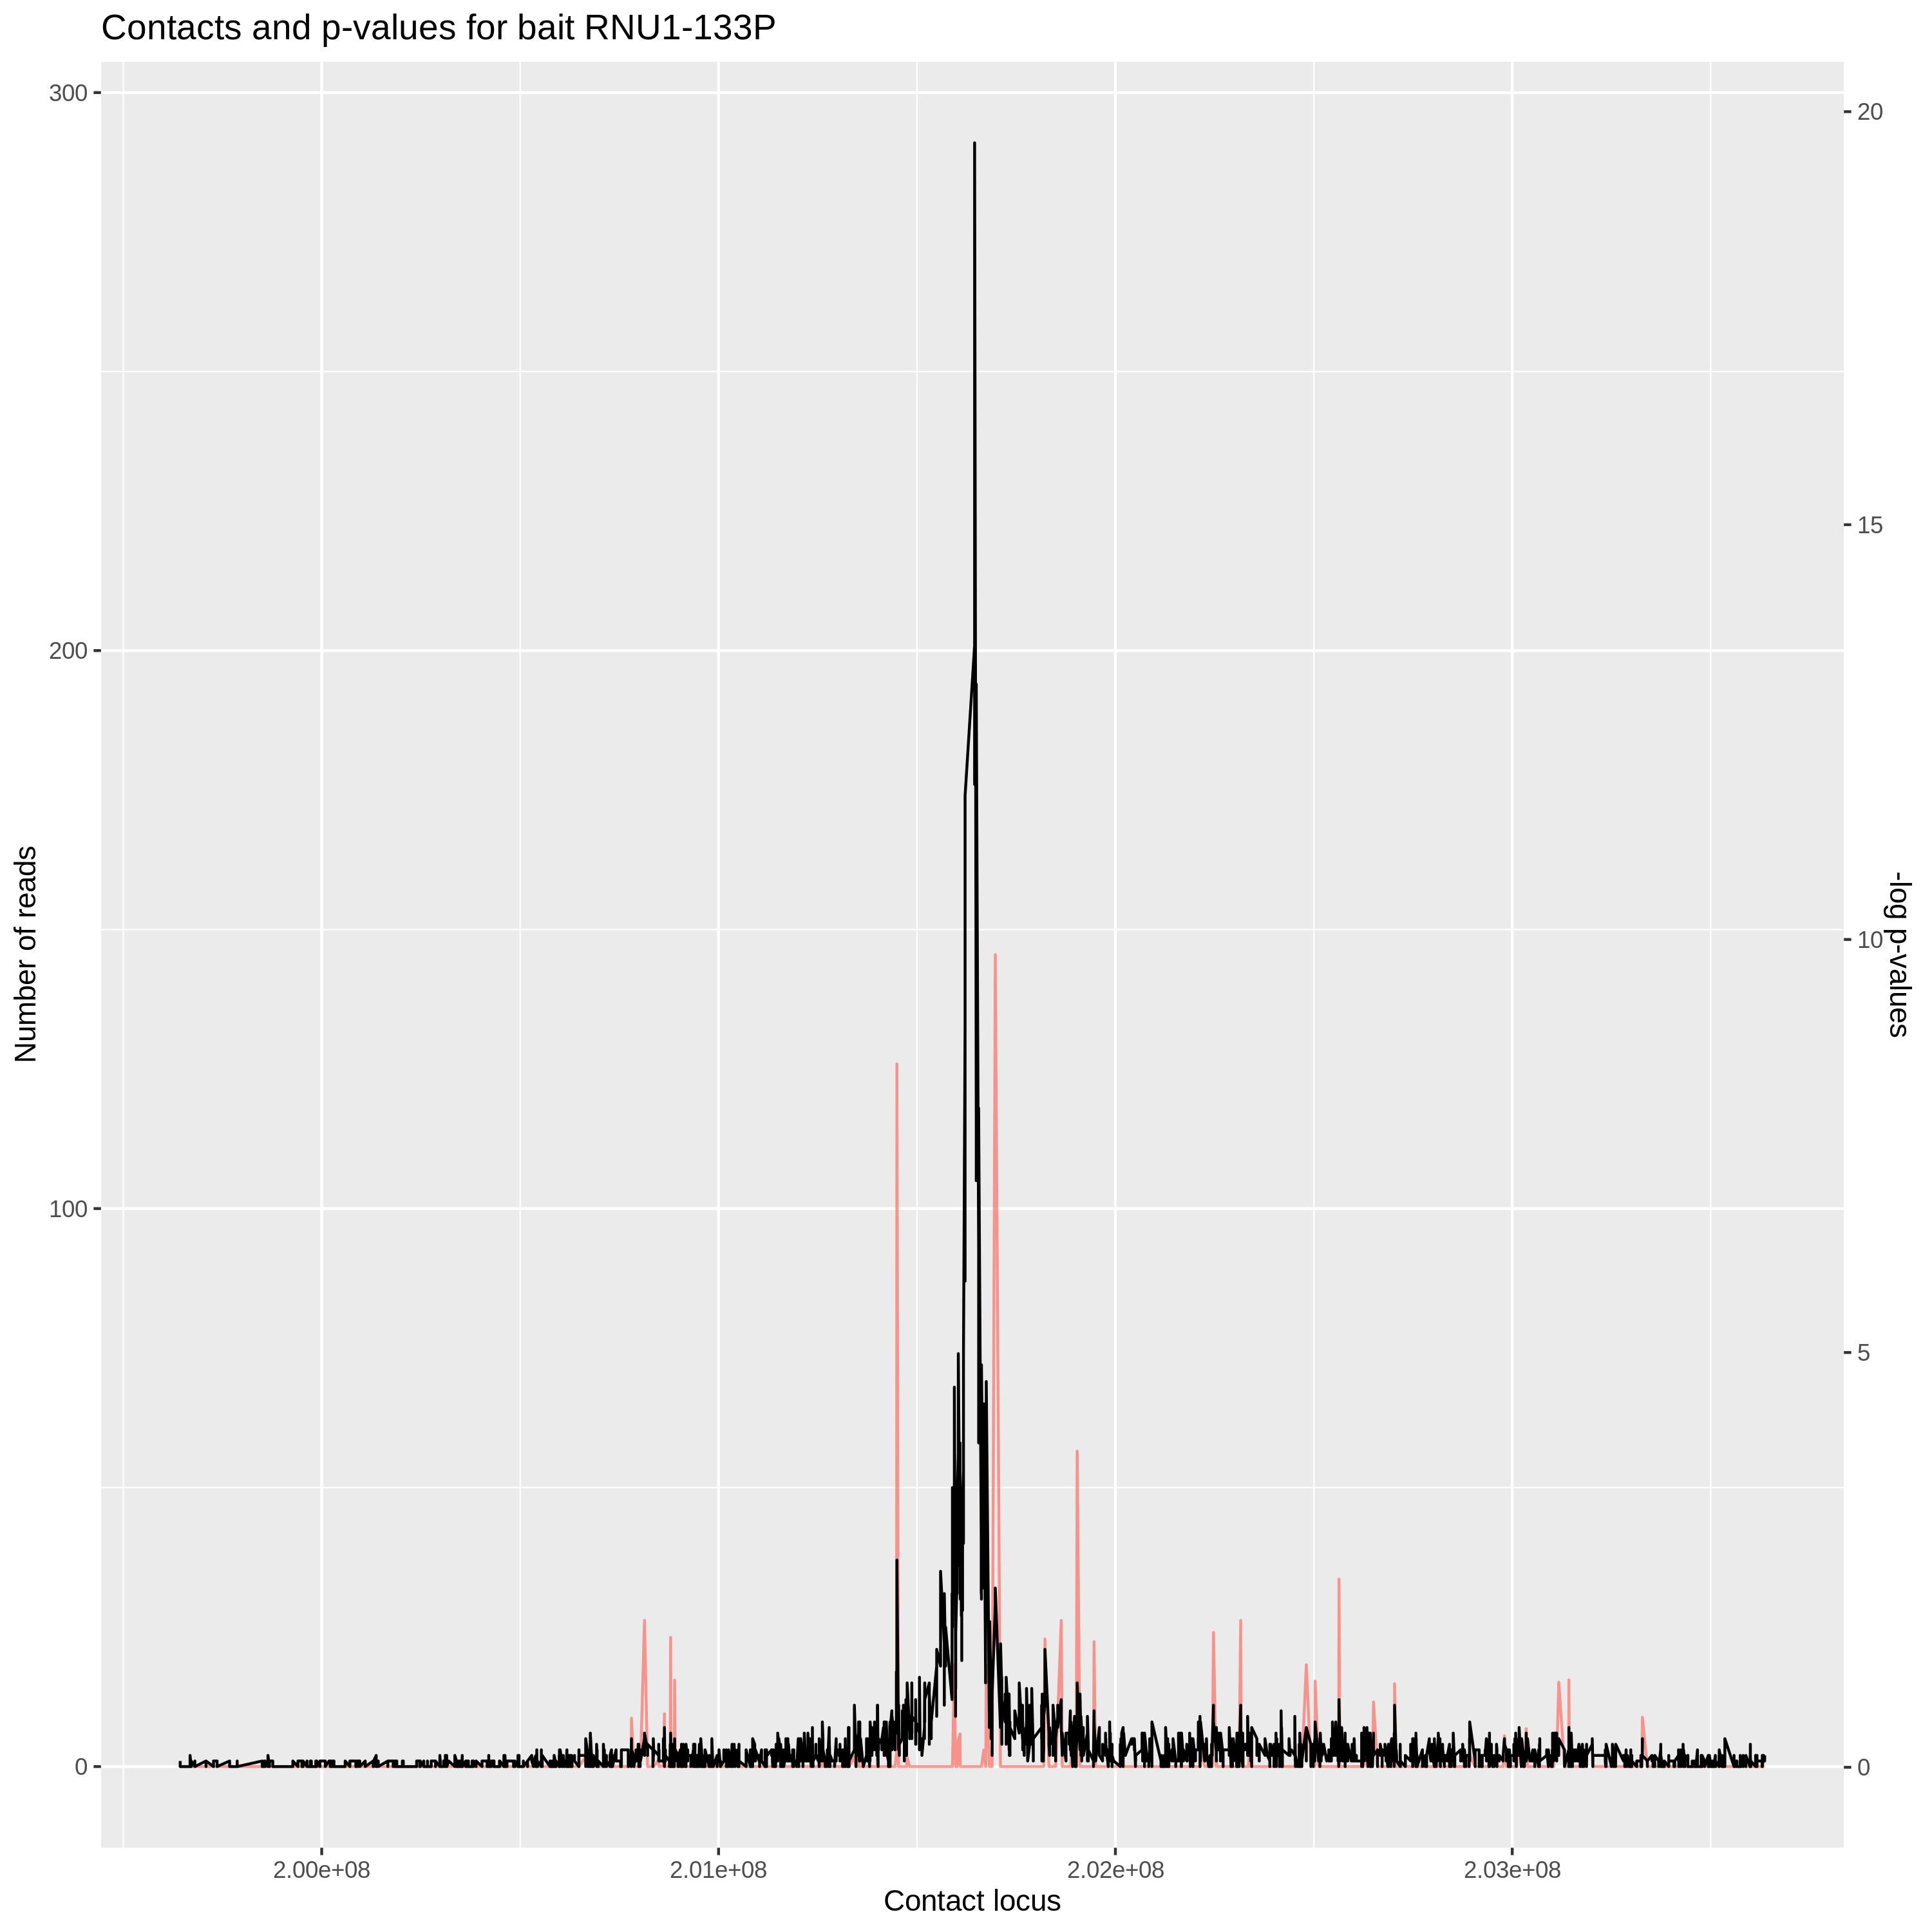 Contacts and p-values for bait RNU1-133P
300
200
100
0
Number of reads
20
15
10
5
0
-log p-values
2.00e+08
2.01e+08
2.02e+08
2.03e+08
Contact locus